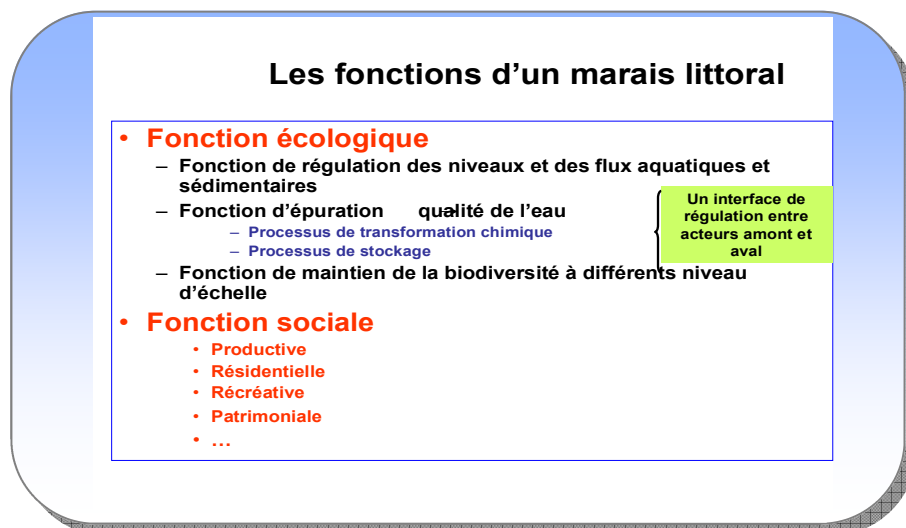 Les fonctions d’un marais littoral
• Fonction écologique
– Fonction de régulation des niveaux et des flux aquatiques et
sédimentaires
– Fonction d’épuration → qualité de l’eau
– Processus de transformation chimique
– Processus de stockage
– Fonction de maintien de la biodiversité à différents niveau
d’échelle
Un interface de
régulation entre
acteurs amont et
aval
• Fonction sociale
• Productive
• Résidentielle
• Récréative
• Patrimoniale
• …